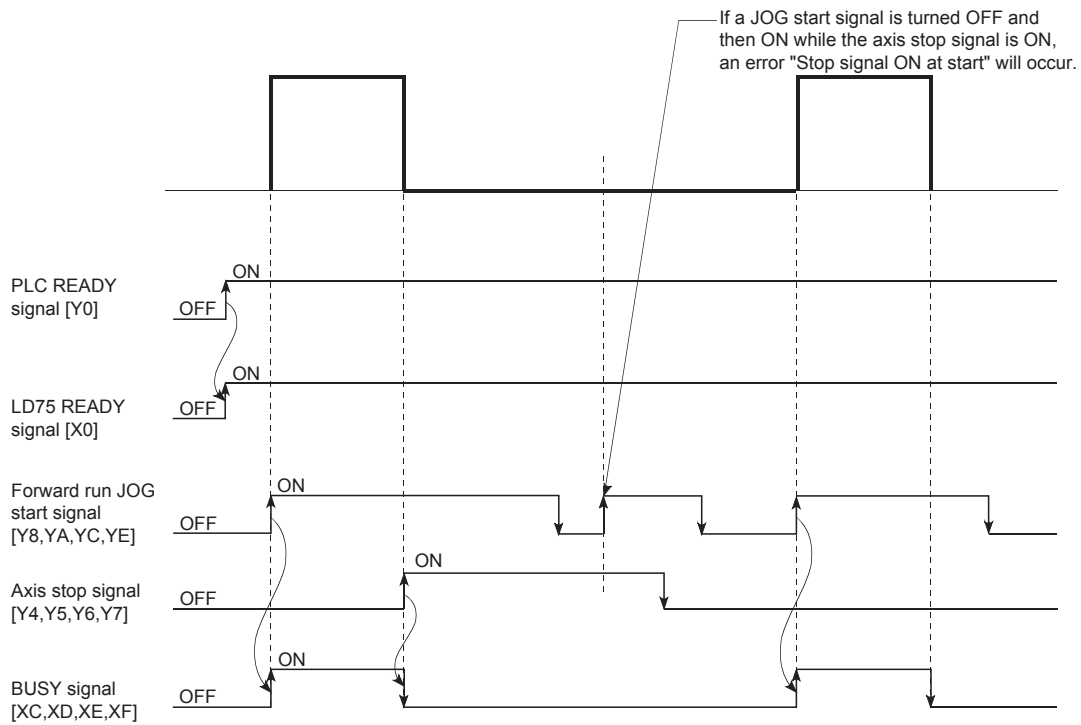 If a JOG start signal is turned OFF and
then ON while the axis stop signal is ON,
an error "Stop signal ON at start" will occur.
ON
PLC READY
signal [Y0]
OFF
ON
LD75 READY
signal [X0]
OFF
ON
Forward run JOG
start signal
[Y8,YA,YC,YE]
OFF
ON
Axis stop signal
[Y4,Y5,Y6,Y7]
OFF
ON
BUSY signal
[XC,XD,XE,XF]
OFF